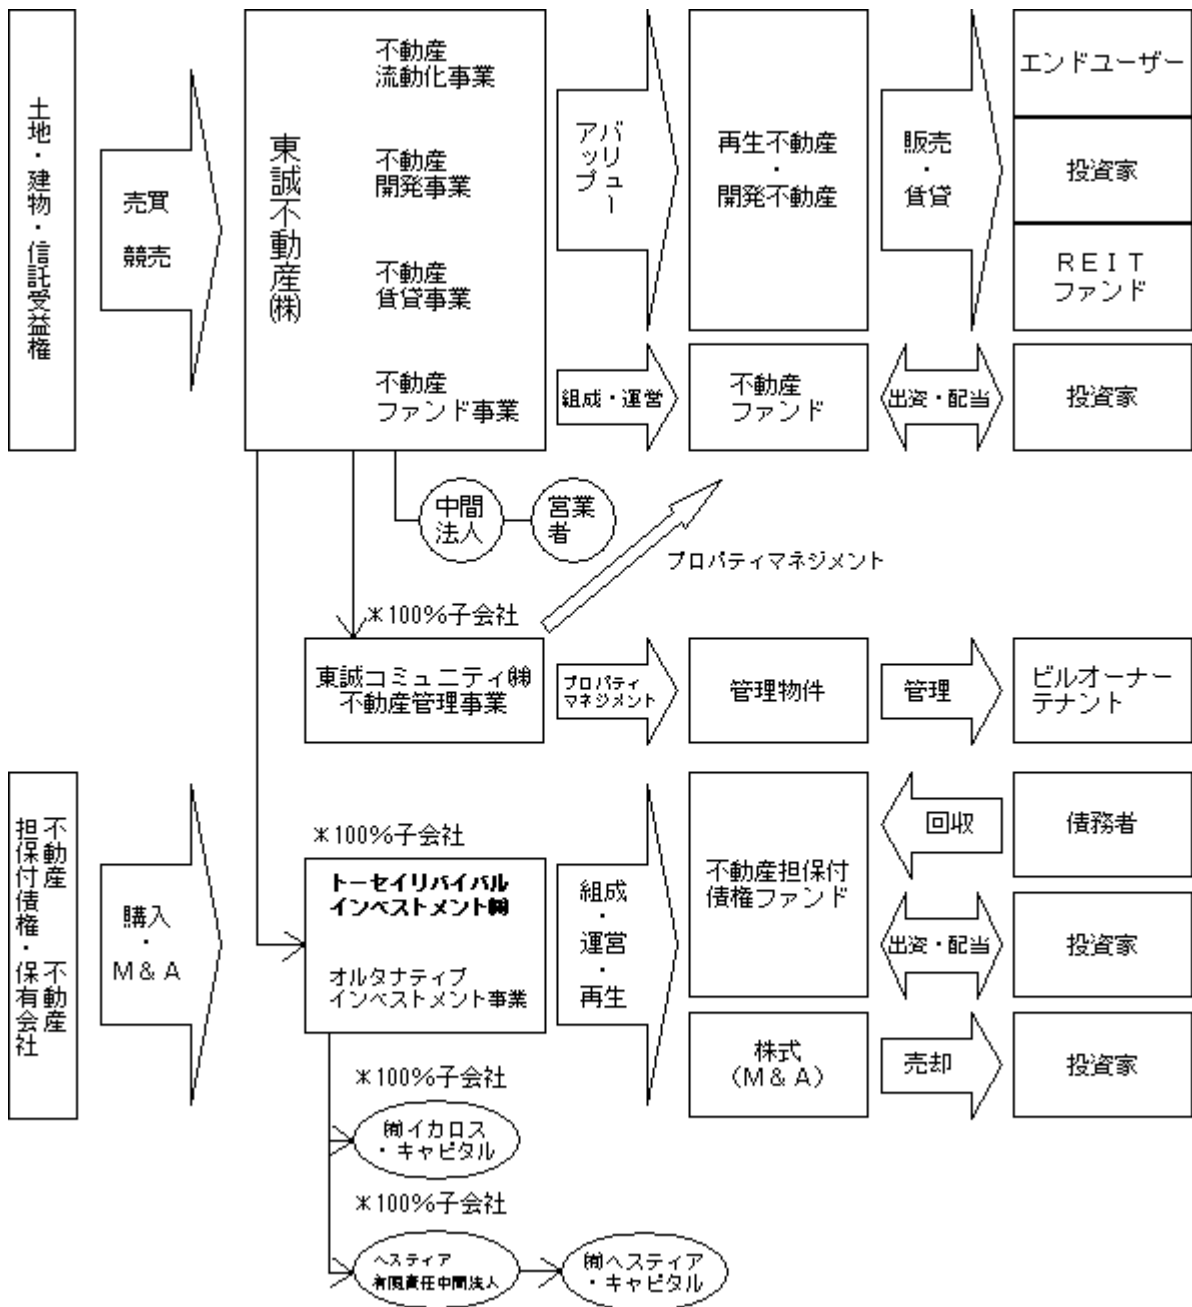 土地・建物・信託受益権
売買
競売
東誠不動産㈱
不動産
流動化事業
不動産
開発事業
不動産
賃貸事業
不動産
ファンド事業
バリュー
アップ
再生不動産
・
開発不動産
販売
・
賃貸
エンドユーザー
投資家
ＲＥＩＴ
ファンド
組成・運営
不動産
ファンド
出資・配当
投資家
中間
法人
営業
者
プロパティマネジメント
＊100％子会社
東誠コミュニティ㈱
不動産管理事業
プロパティ
マネジメント
管理物件
管理
ビルオーナー
テナント
不動産 不動産
担保付債権・保有会社
購入
・
Ｍ＆Ａ
＊100％子会社
トーセイリバイバル
インベストメント㈱
オルタナティブ
インベストメント事業
組成
・
運営
・
再生
不動産担保付
債権ファンド
回収
債務者
出資・配当
投資家
株式
（Ｍ＆Ａ）
売却
投資家
＊100％子会社
㈲イカロス
・キャピタル
＊100％子会社
ヘスティア
有限責任中間法人
㈲ヘスティア
・キャピタル